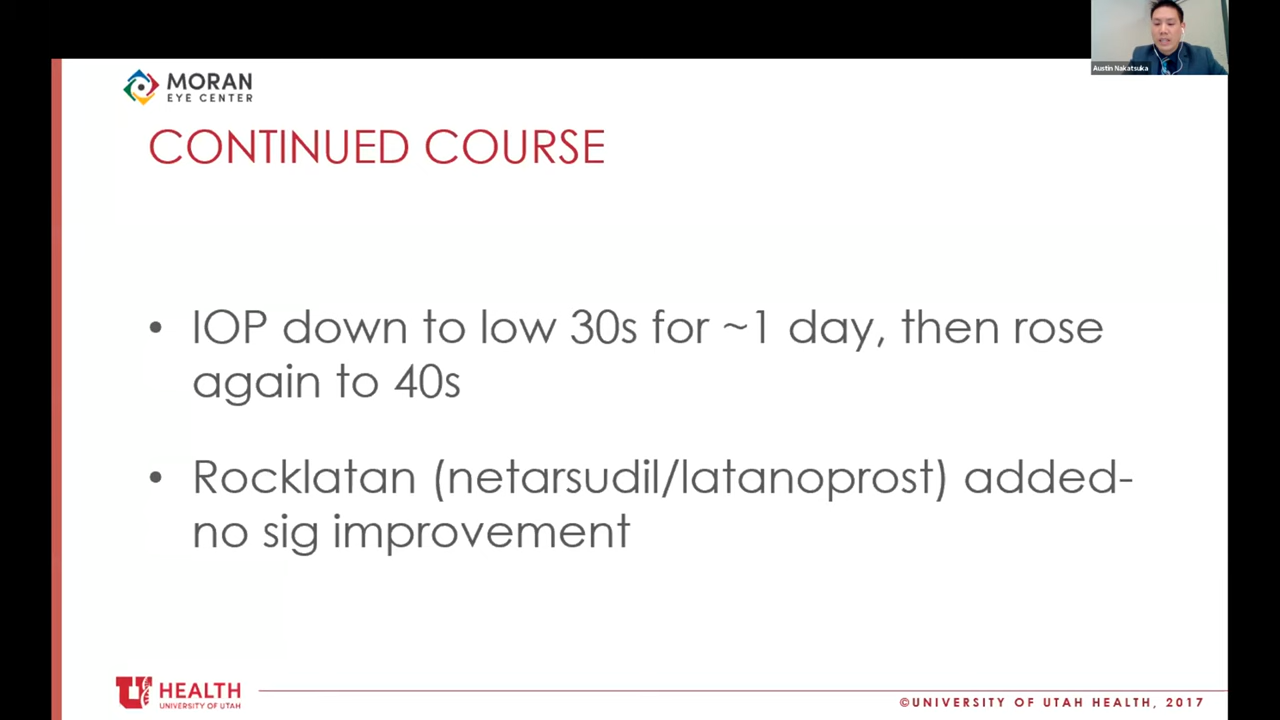 Austin Nakatsuka
MORAN
EYE CENTER
CONTINUED COURSE
• IOP down to low 30s for ~1 day, then rose
again to 40s
• Rocklatan (netarsudil/latanoprost) added-
no sig improvement
U HEALTH
UNIVERSITY OF UTAH
©UNIVERSITY OF UTAH HEALTH, 2017